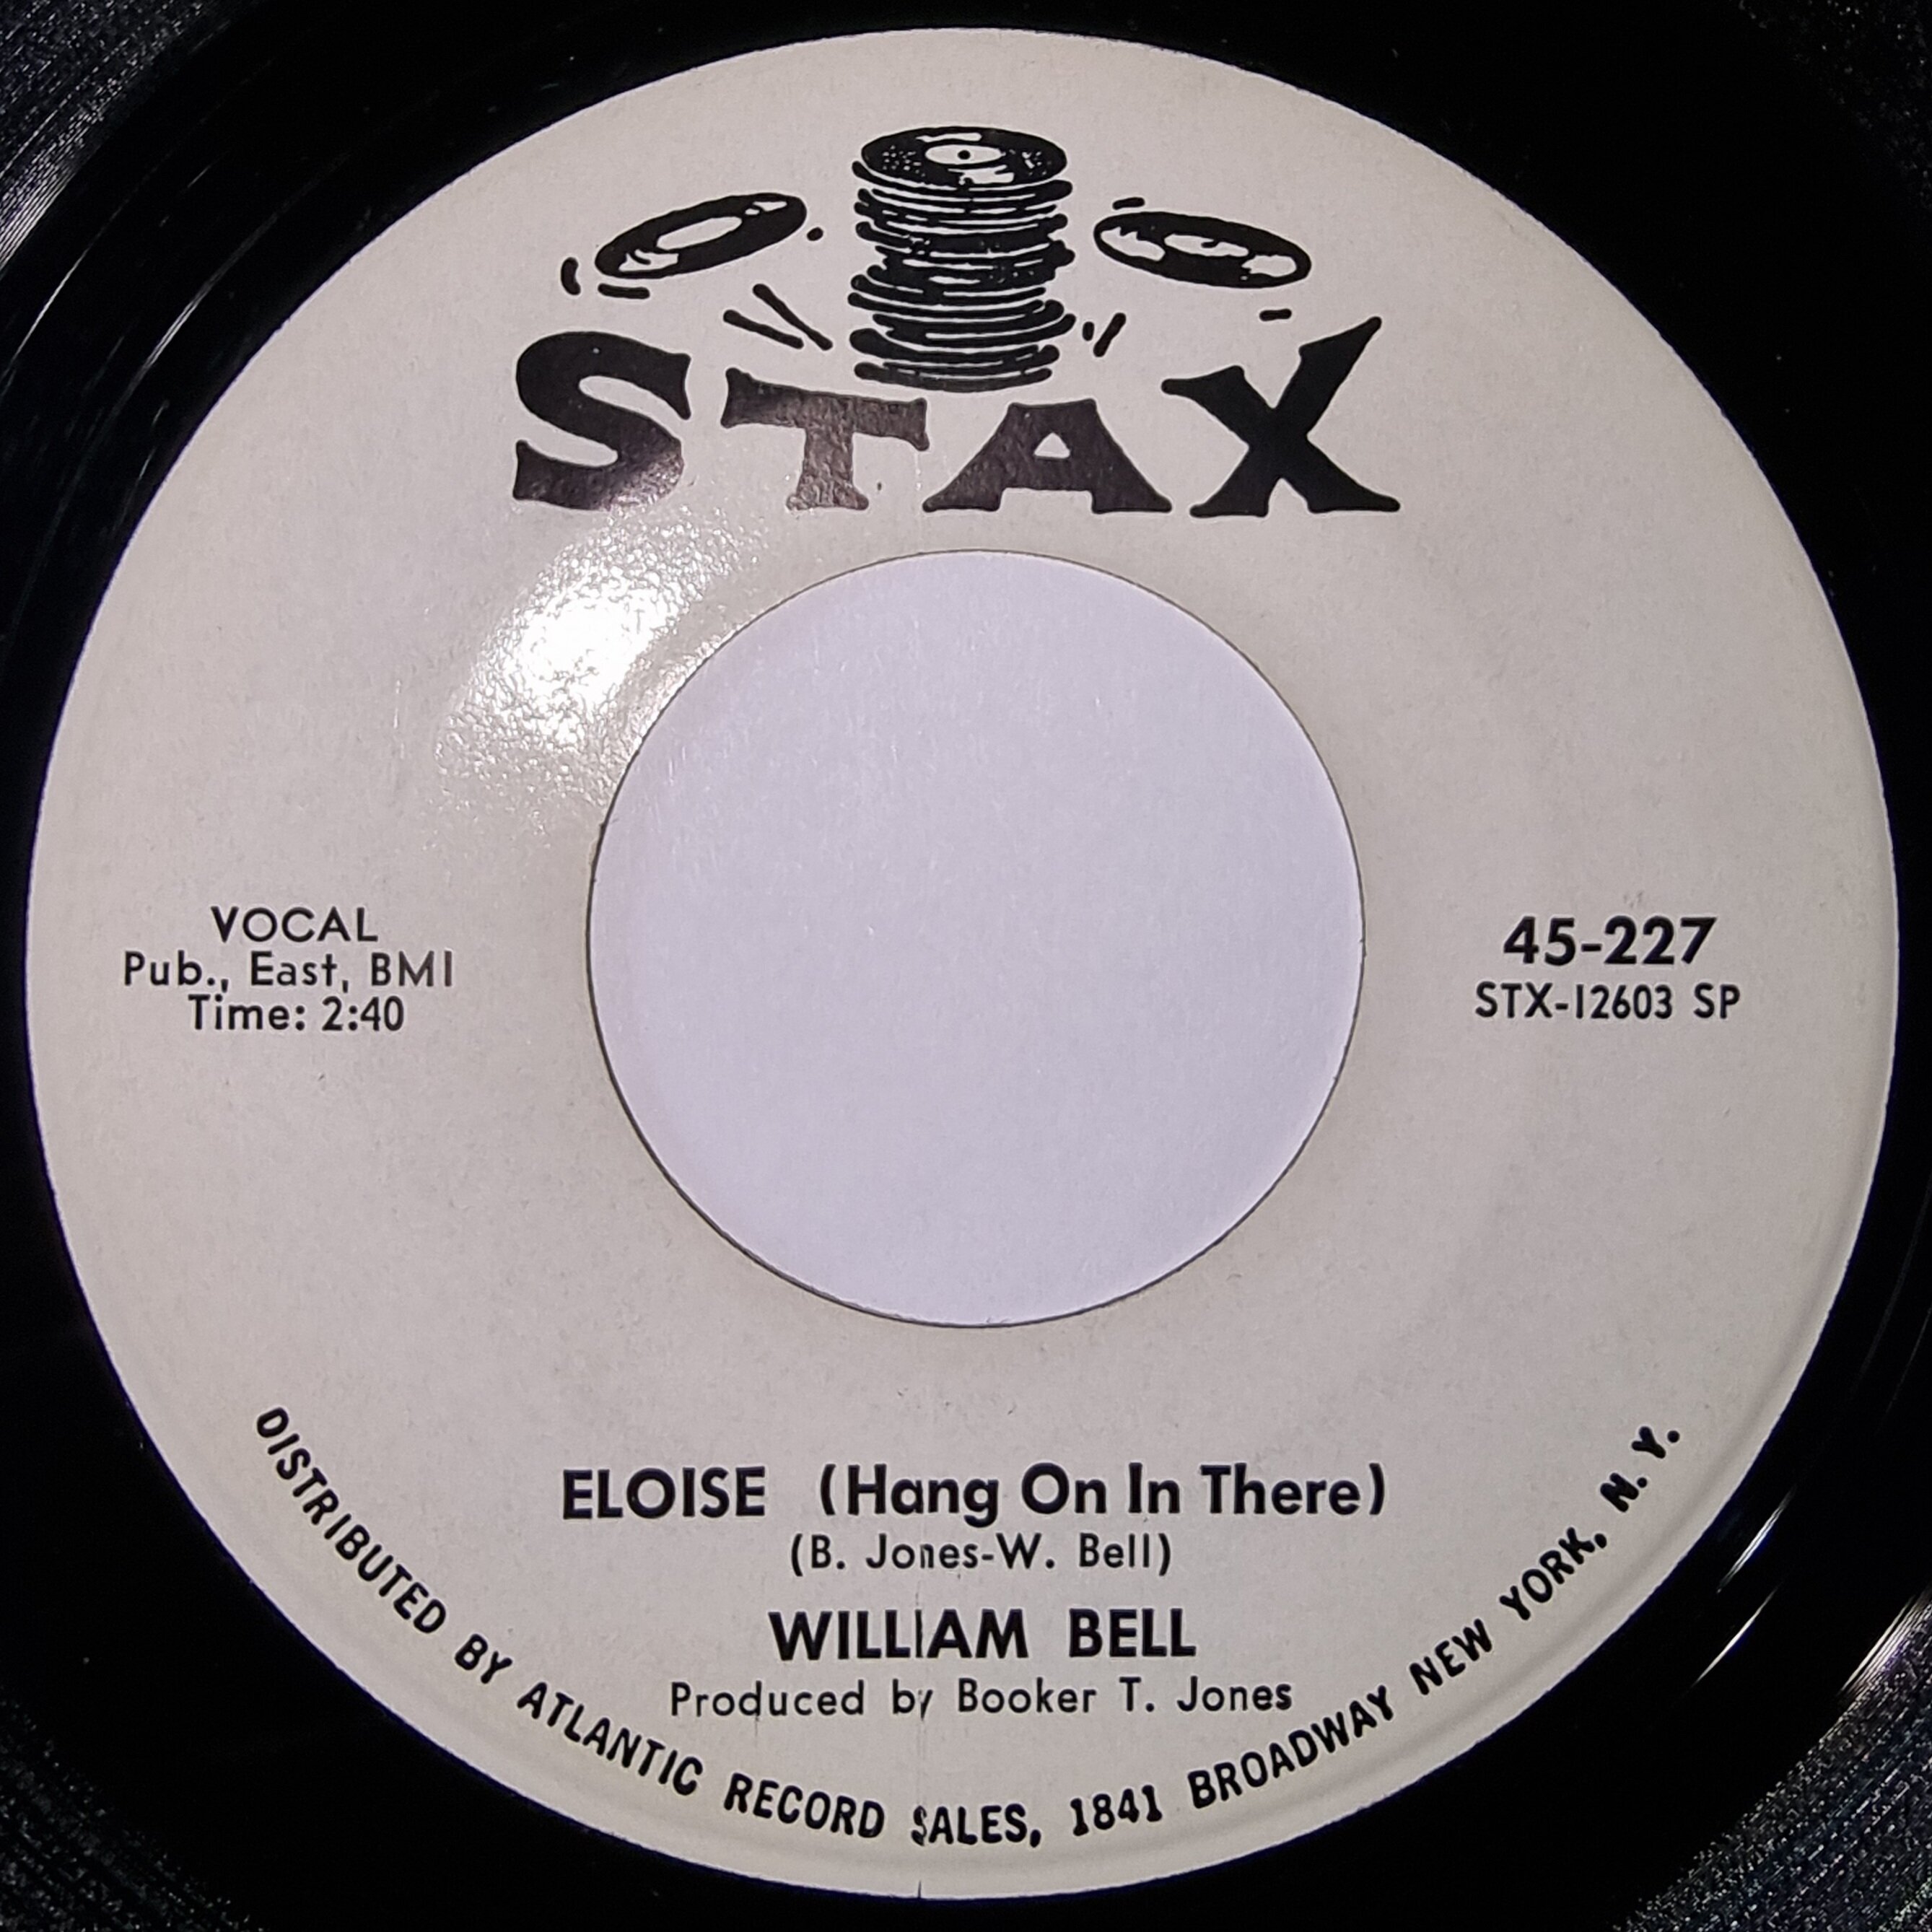 STAX
VOCAL
Pub., East, BMI
Time: 2:40
45-227
STX-12603 SP
ELOISE (Hang On In There)
(B. Jones-W. Bell)
WILLIAM BELL
Produced by Booker T. Jones
DISTRIBUTED BY ATLANTIC RECORD SALES, 1841 BROADWAY NEW YORK, N. Y.